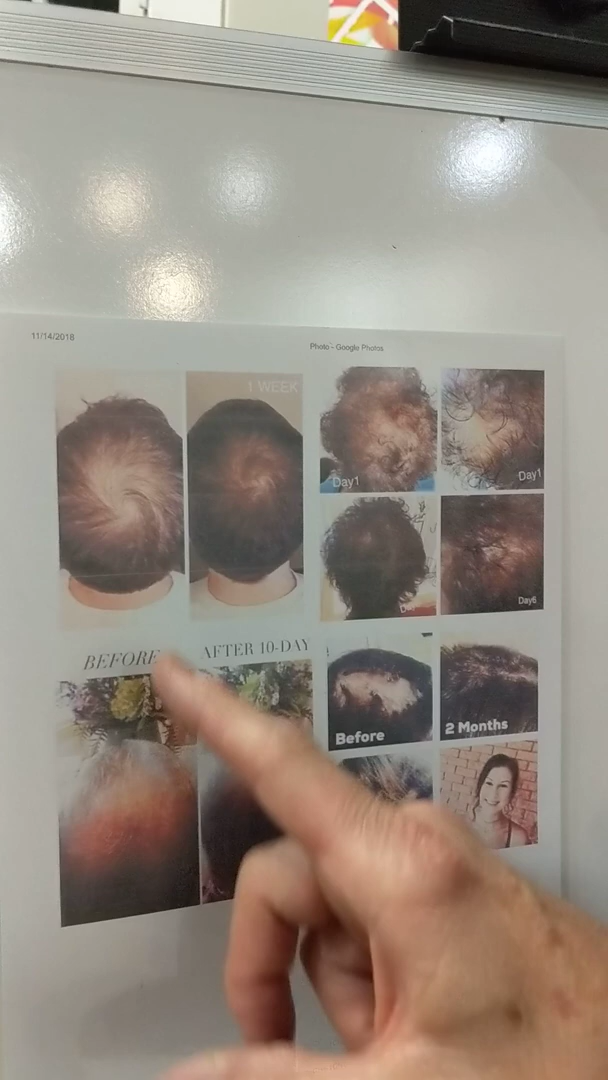 11/14/2018
Photo - Google Photos
1 WEEK
Day1
Day1
Day6
BEFORE
AFTER 10-DAY
Before
2 Months